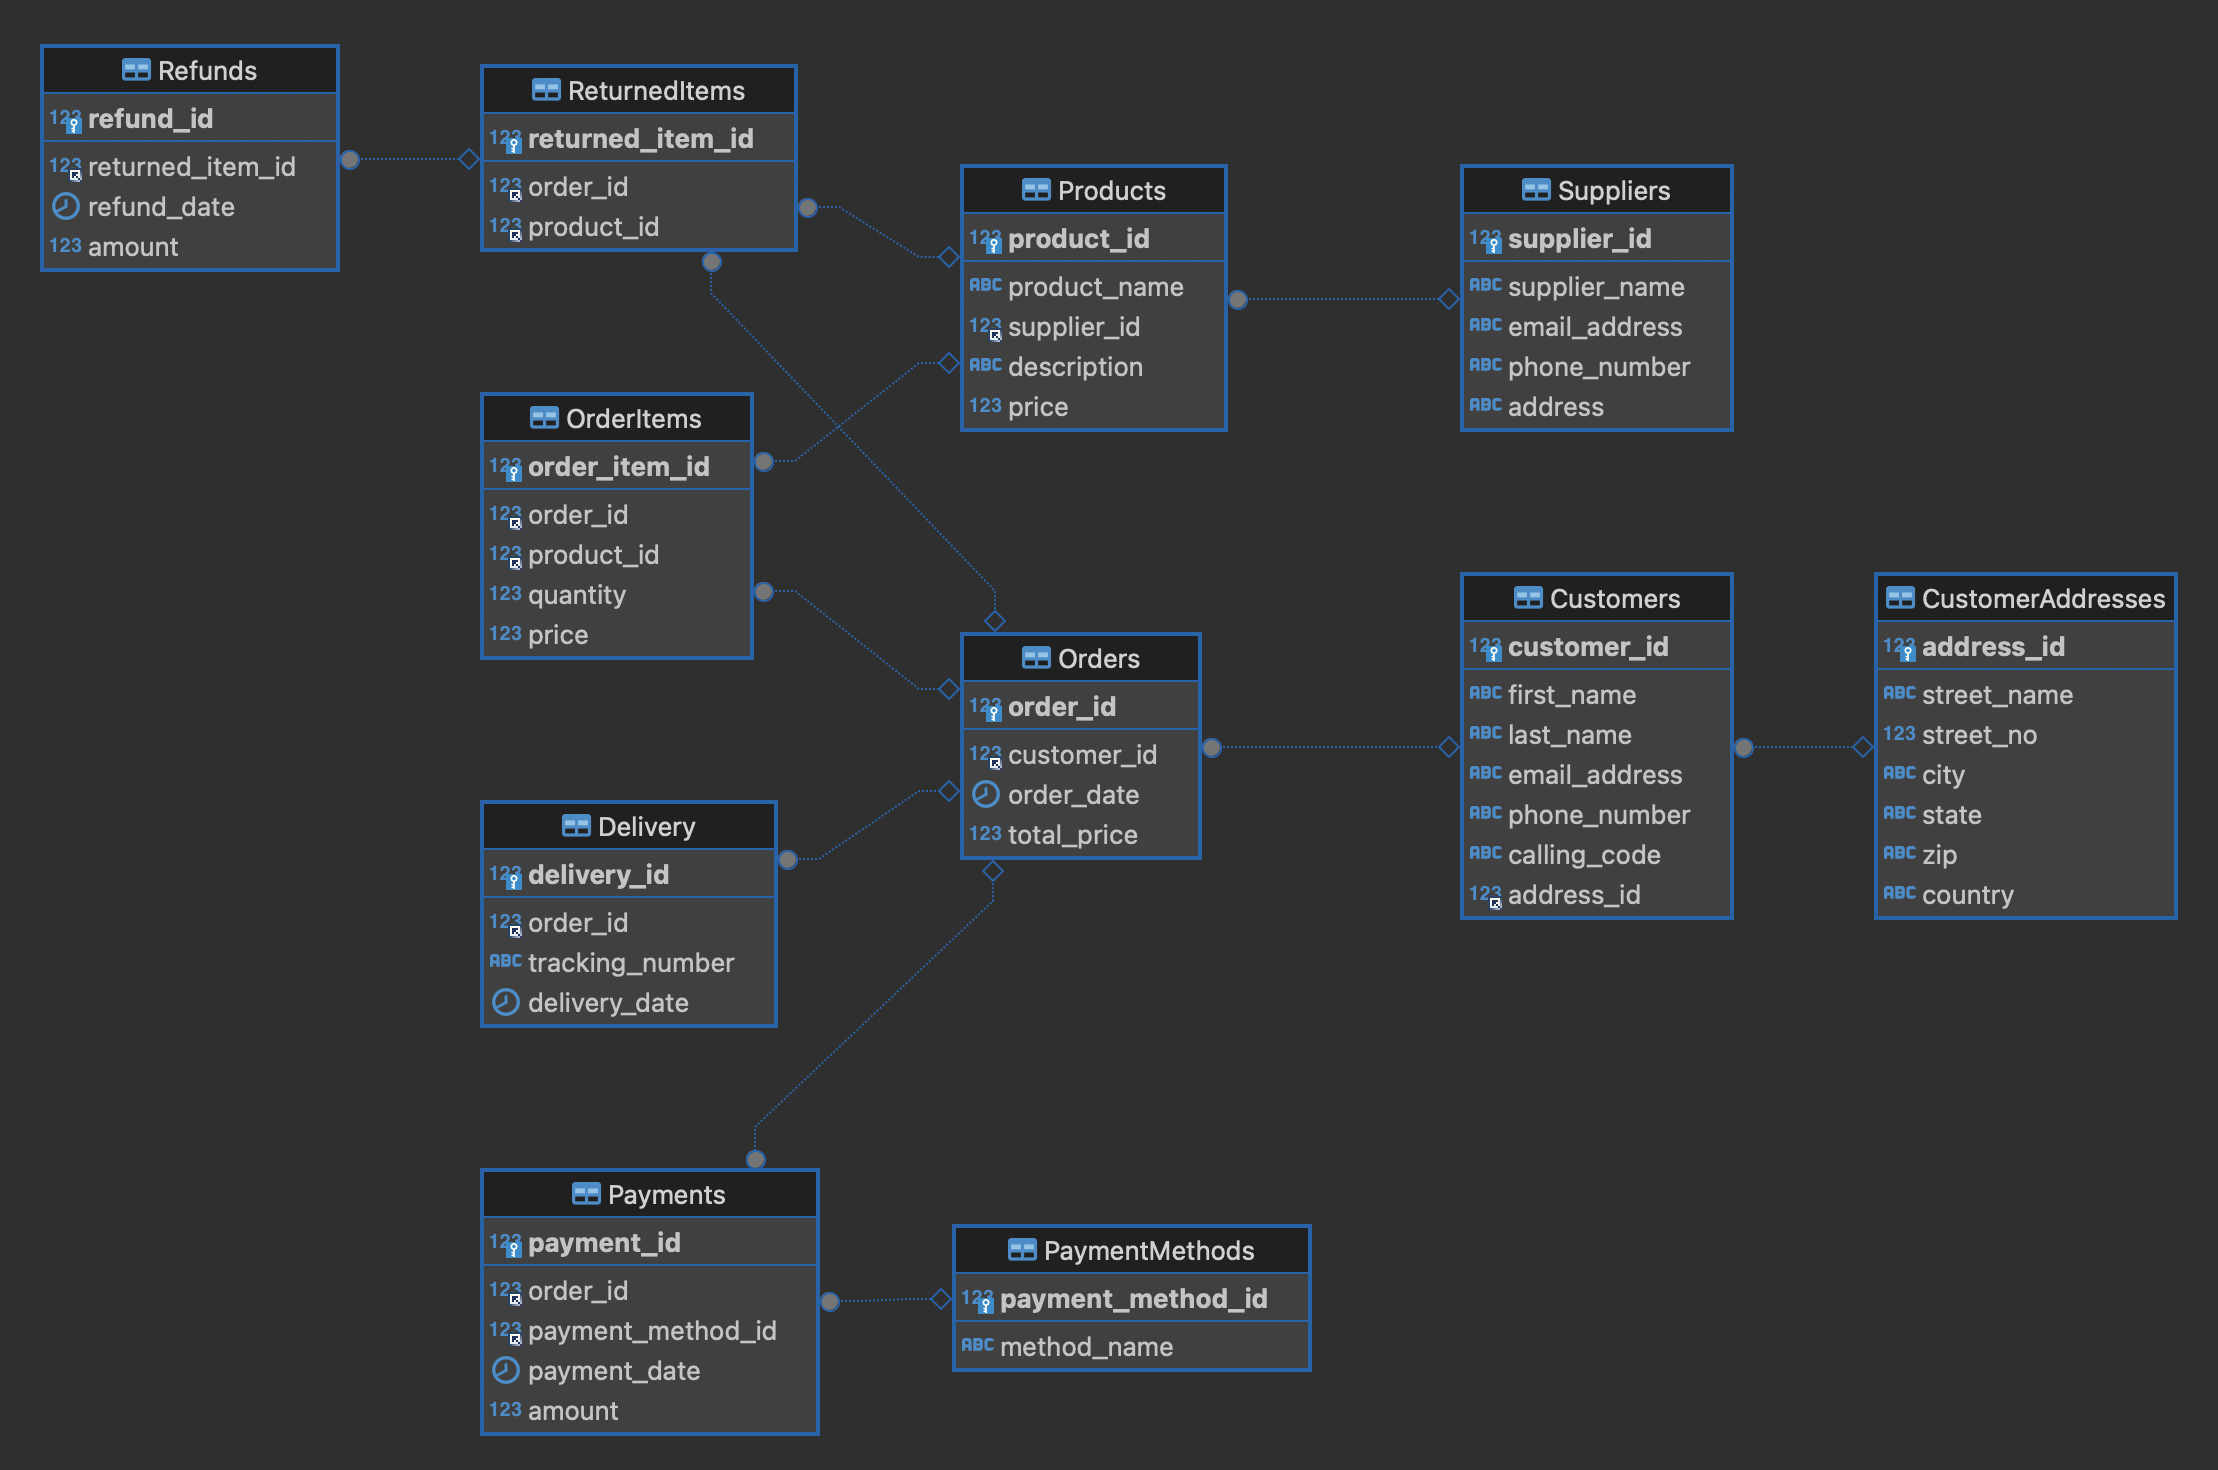 Refunds
123 refund_id
123 returned_item_id
refund_date
123 amount
ReturnedItems
123 returned_item_id
123 order_id
123 product_id
Products
123 product_id
ABC product_name
123 supplier_id
ABC description
123 price
Suppliers
123 supplier_id
ABC supplier_name
ABC email_address
ABC phone_number
ABC address
OrderItems
123 order_item_id
123 order_id
123 product_id
123 quantity
123 price
Orders
123 order_id
123 customer_id
order_date
123 total_price
Customers
123 customer_id
ABC first_name
ABC last_name
ABC email_address
ABC phone_number
ABC calling_code
123 address_id
CustomerAddresses
123 address_id
ABC street_name
123 street_no
ABC city
ABC state
ABC zip
ABC country
Delivery
123 delivery_id
123 order_id
ABC tracking_number
delivery_date
Payments
123 payment_id
123 order_id
123 payment_method_id
payment_date
123 amount
PaymentMethods
123 payment_method_id
ABC method_name